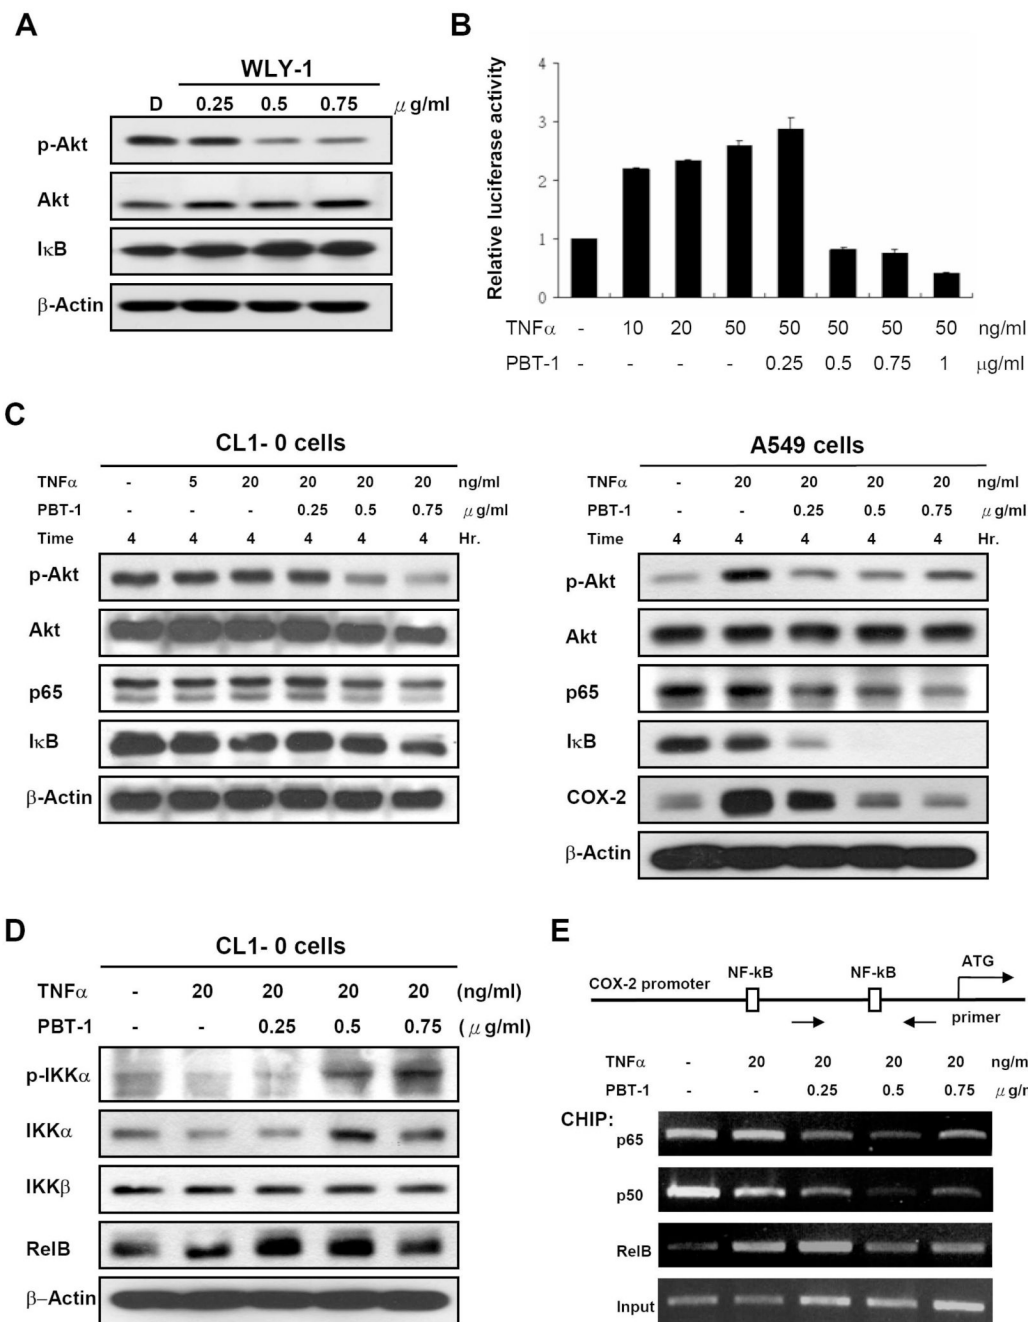 A
WLY-1
D 0.25 0.5 0.75 μg/ml
p-Akt
Akt
IκB
β-Actin
B
Relative luciferase activity
4
3
2
1
0
TNFα - 10 20 50 50 50 50 50 ng/ml
PBT-1 - - - - 0.25 0.5 0.75 1 μg/ml
C
CL1- 0 cells
TNFα - 5 20 20 20 20 ng/ml
PBT-1 - - - 0.25 0.5 0.75 μg/ml
Time 4 4 4 4 4 4 Hr.
p-Akt
Akt
p65
IκB
β-Actin
A549 cells
TNFα - 20 20 20 20 ng/ml
PBT-1 - - 0.25 0.5 0.75 μg/ml
Time 4 4 4 4 4 Hr.
p-Akt
Akt
p65
IκB
COX-2
β-Actin
D
CL1- 0 cells
TNFα - 20 20 20 20 (ng/ml)
PBT-1 - - 0.25 0.5 0.75 (μg/ml)
p-IKKα
IKKα
IKKβ
RelB
β-Actin
E
COX-2 promoter NF-kB NF-kB ATG
primer
TNFα - 20 20 20 20 ng/m
PBT-1 - - 0.25 0.5 0.75 μg/
CHIP:
p65
p50
RelB
Input